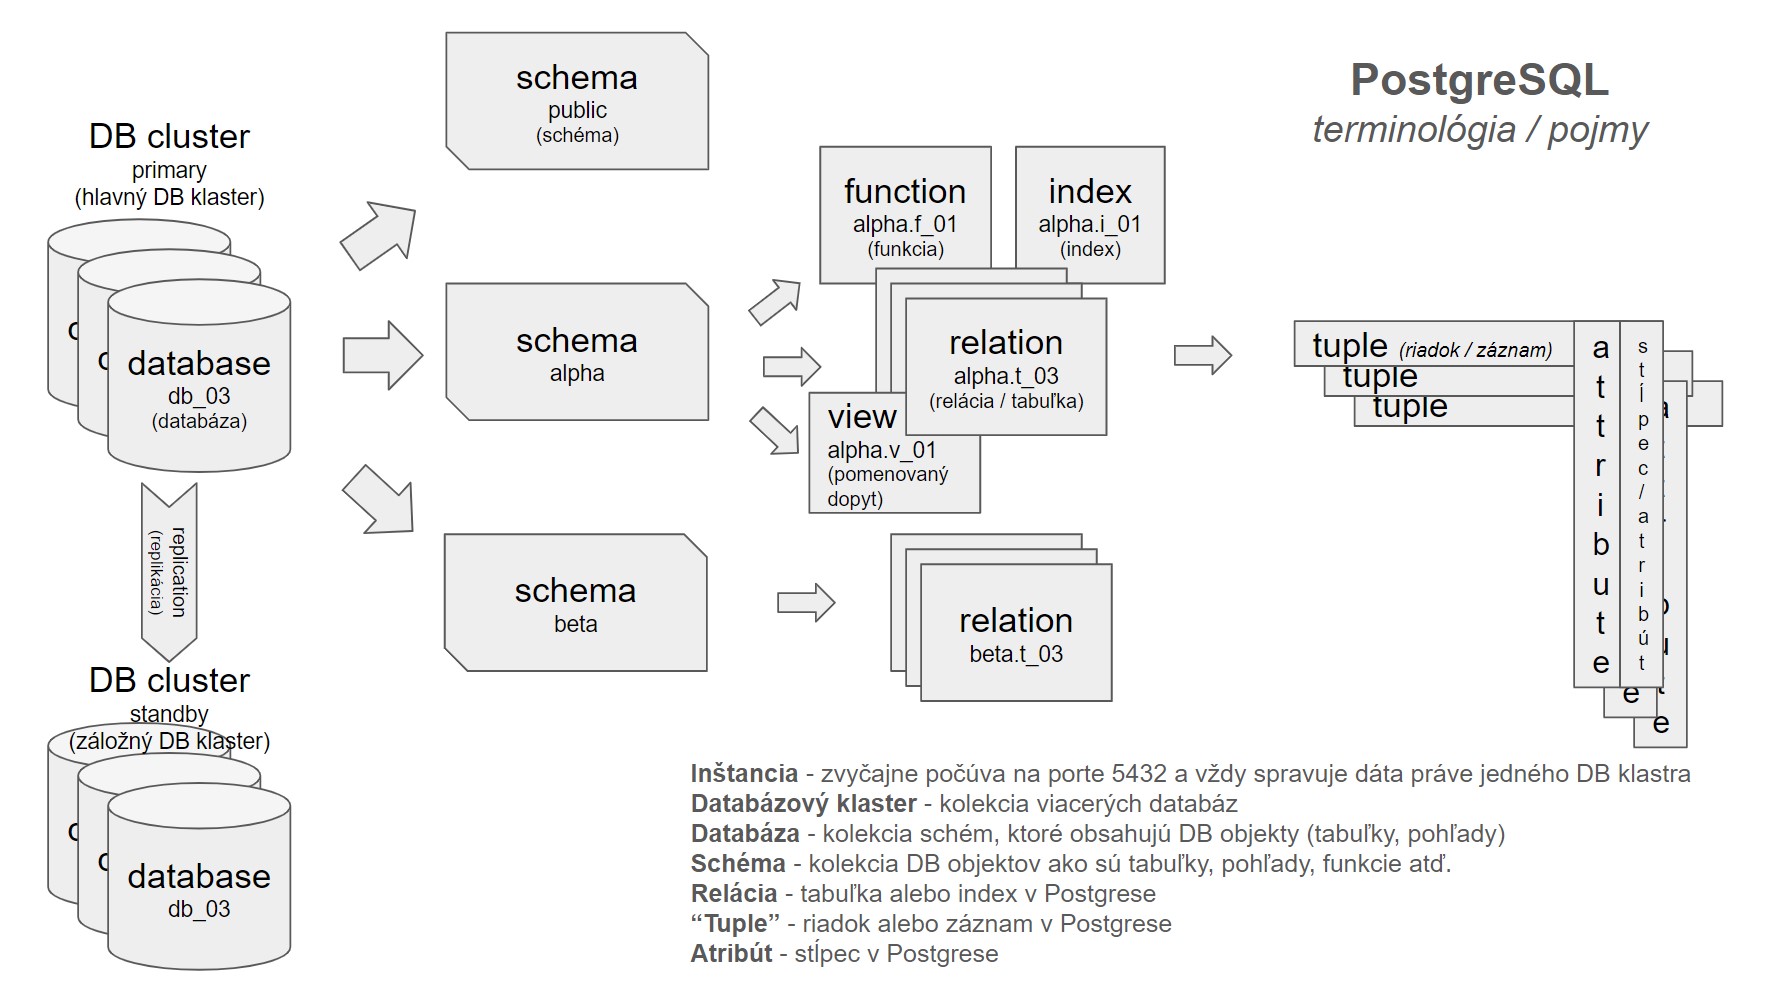 PostgreSQL
terminológia / pojmy
DB cluster
primary
(hlavný DB klaster)
database
db_03
(databáza)
replication
(replikácia)
DB cluster
standby
(záložný DB klaster)
database
db_03
schema
public
(schéma)
schema
alpha
schema
beta
function
alpha.f_01
(funkcia)
index
alpha.i_01
(index)
relation
alpha.t_03
(relácia / tabuľka)
view
alpha.v_01
(pomenovaný
dopyt)
relation
beta.t_03
tuple (riadok / záznam)
tuple
tuple
attribute
stĺpec/atribút
Inštancia - zvyčajne počúva na porte 5432 a vždy spravuje dáta práve jedného DB klastra
Databázový klaster - kolekcia viacerých databáz
Databáza - kolekcia schém, ktoré obsahujú DB objekty (tabuľky, pohľady)
Schéma - kolekcia DB objektov ako sú tabuľky, pohľady, funkcie atď.
Relácia - tabuľka alebo index v Postgrese
“Tuple” - riadok alebo záznam v Postgrese
Atribút - stĺpec v Postgrese